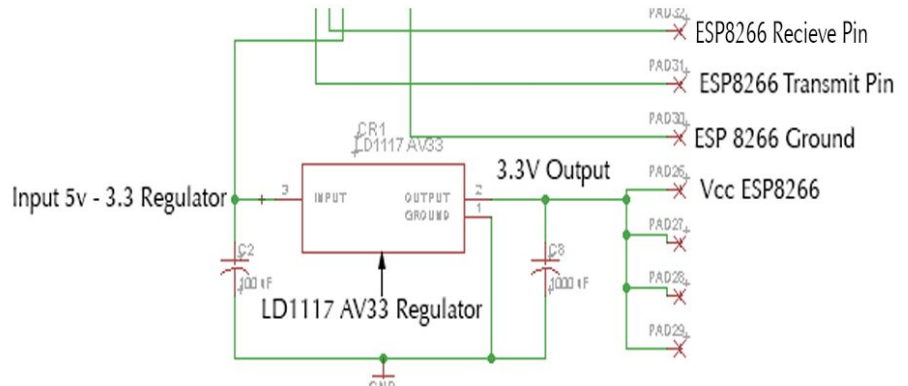 PAD32
ESP8266 Recieve Pin
PAD31
ESP8266 Transmit Pin
PAD30
ESP 8266 Ground
CR1
LD1117 AV33
3.3V Output
PAD26
Vcc ESP8266
Input 5v - 3.3 Regulator
3
INPUT
OUTPUT
2
GROUND
1
PAD27
C2
C8
PAD28
LD1117 AV33 Regulator
PAD29
GND